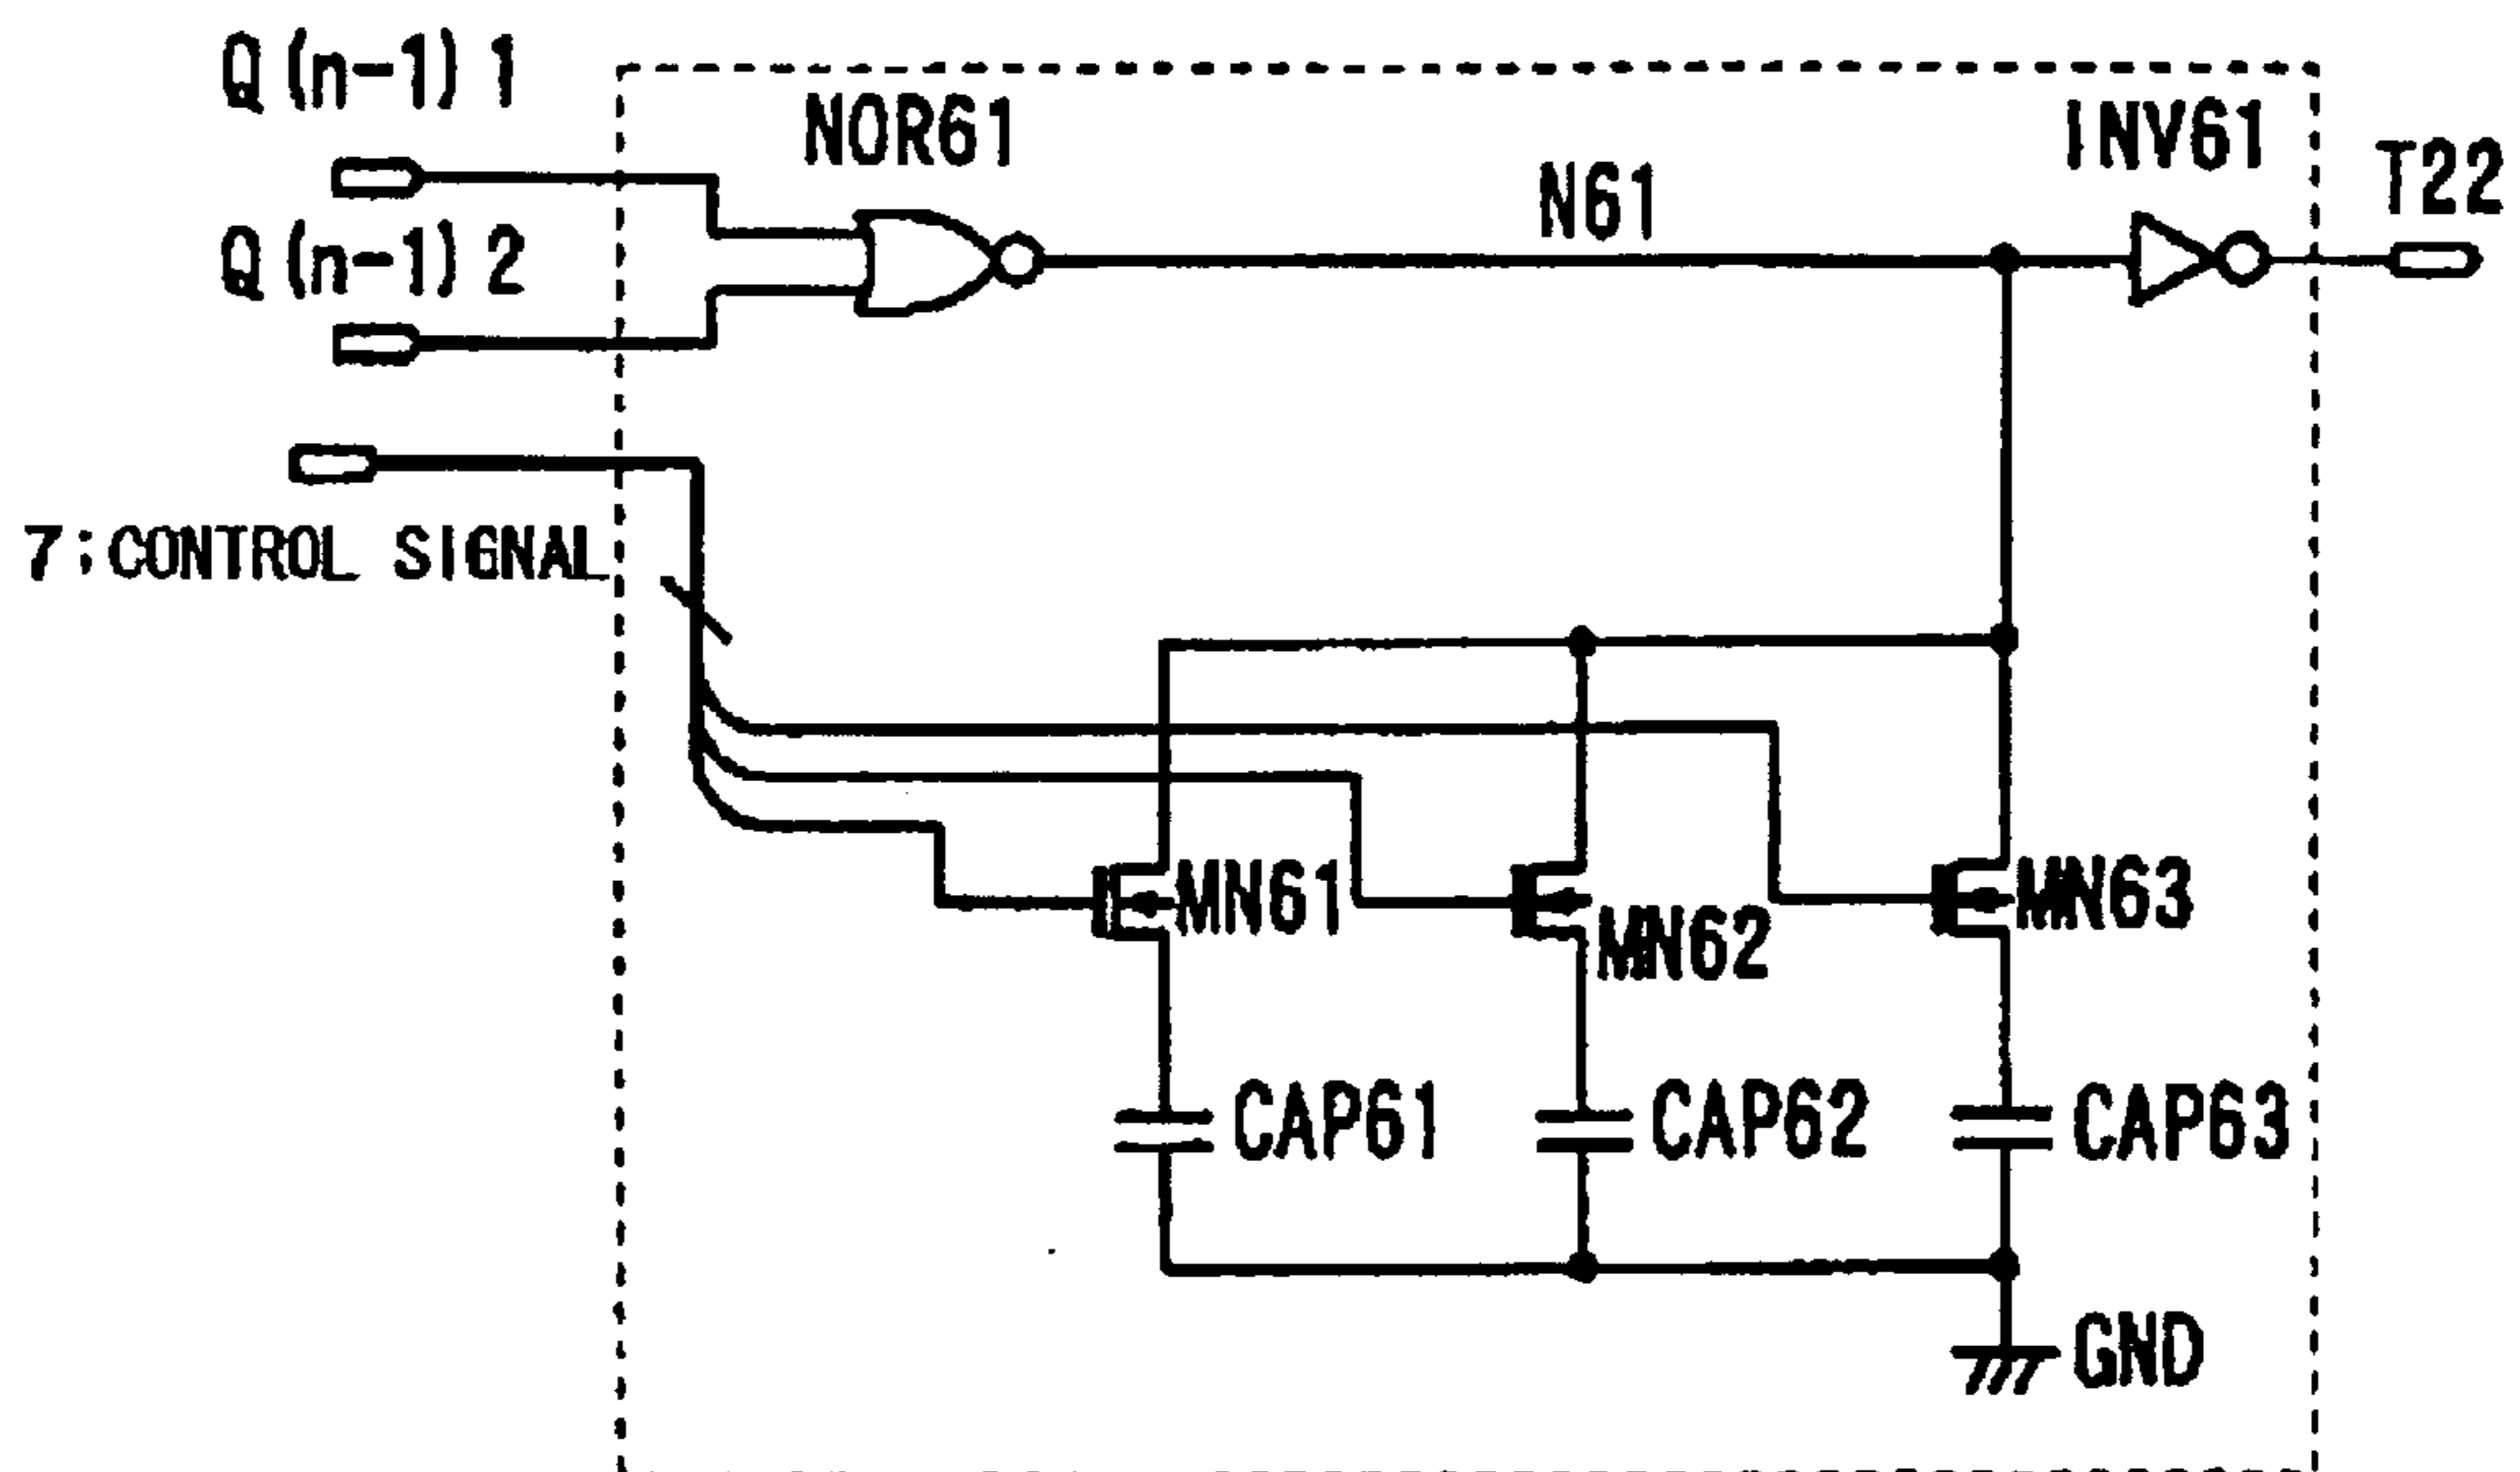 Q(n-1)1
NOR61
INV61
N61
T22
Q(n-1)2
7:CONTROL SIGNAL
MN61
MN62
MN63
CAP61
CAP62
CAP63
GND